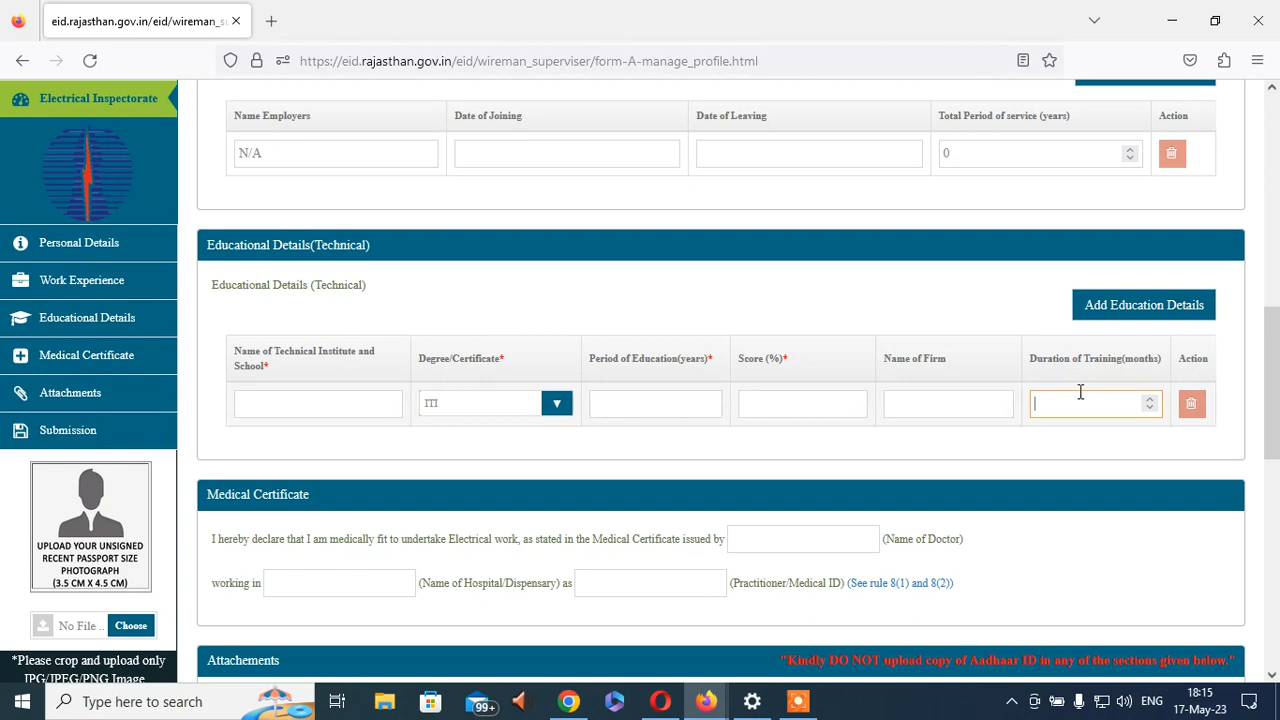 eid.rajasthan.gov.in/eid/wireman_s
https://eid.rajasthan.gov.in/eid/wireman_superviser/form-A-manage_profile.html
Electrical Inspectorate
Personal Details
Work Experience
Educational Details
Medical Certificate
Attachments
Submission
UPLOAD YOUR UNSIGNED
RECENT PASSPORT SIZE
PHOTOGRAPH
(3.5 CM X 4.5 CM)
No File .. Choose
*Please crop and upload only
JPG/JPEG/PNG Image
Name Employers Date of Joining Date of Leaving Total Period of service (years) Action
N/A 0
Educational Details(Technical)
Educational Details (Technical)
Add Education Details
Name of Technical Institute and
School* Degree/Certificate* Period of Education(years)* Score (%)* Name of Firm Duration of Training(months) Action
ITI
Medical Certificate
I hereby declare that I am medically fit to undertake Electrical work, as stated in the Medical Certificate issued by (Name of Doctor)
working in (Name of Hospital/Dispensary) as (Practitioner/Medical ID) (See rule 8(1) and 8(2))
Attachements "Kindly DO NOT upload copy of Aadhaar ID in any of the sections given below."
Type here to search
99+
ENG
18:15
17-May-23